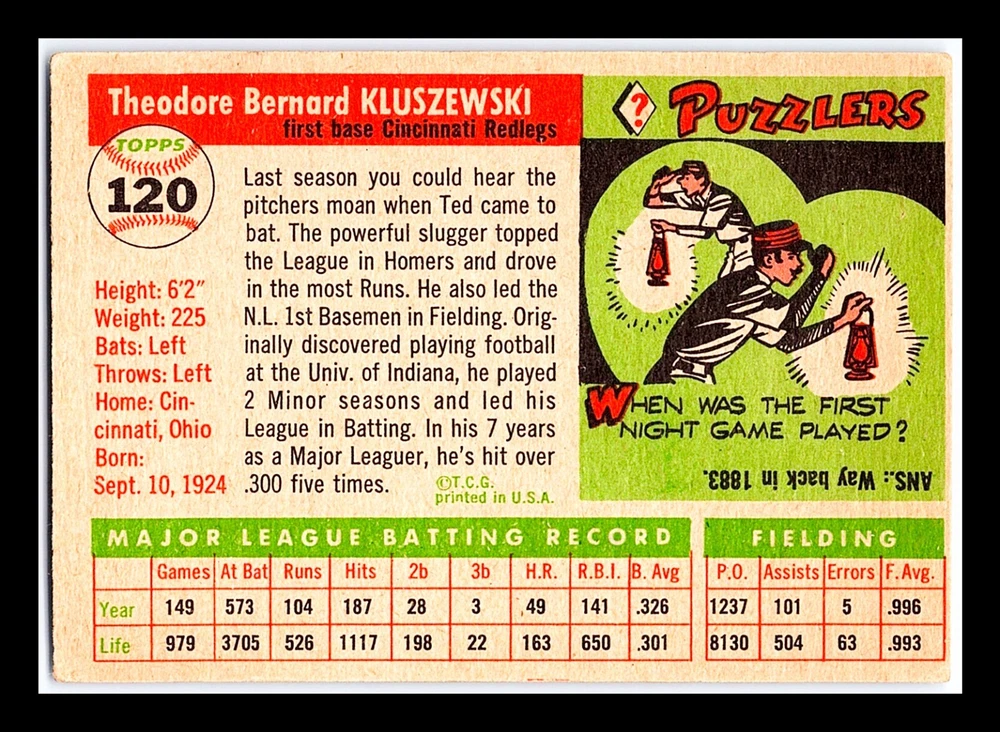 Theodore Bernard KLUSZEWSKI
first base Cincinnati Redlegs
TOPPS
120
Height: 6'2"
Weight: 225
Bats: Left
Throws: Left
Home: Cin-
cinnati, Ohio
Born:
Sept. 10, 1924
Last season you could hear the
pitchers moan when Ted came to
bat. The powerful slugger topped
the League in Homers and drove
in the most Runs. He also led the
N.L. 1st Basemen in Fielding. Orig-
inally discovered playing football
at the Univ. of Indiana, he played
2 Minor seasons and led his
League in Batting. In his 7 years
as a Major Leaguer, he's hit over
.300 five times.
©T.C.G.
printed in U.S.A.
? PUZZLERS
WHEN WAS THE FIRST
NIGHT GAME PLAYED?
ANS.: Way back in 1883.
MAJOR LEAGUE BATTING RECORD
Games At Bat Runs Hits 2b 3b H.R. R.B.I. B. Avg
Year 149 573 104 187 28 3 49 141 .326
Life 979 3705 526 1117 198 22 163 650 .301
FIELDING
P.O. Assists Errors F. Avg.
1237 101 5 .996
8130 504 63 .993